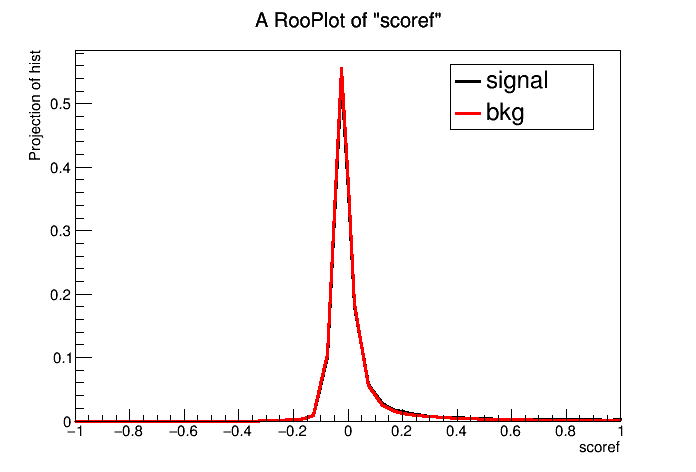 A RooPlot of "scoref"
Projection of hist
signal
bkg
0.5
0.4
0.3
0.2
0.1
0
−1 −0.8 −0.6 −0.4 −0.2 0 0.2 0.4 0.6 0.8 1
scoref